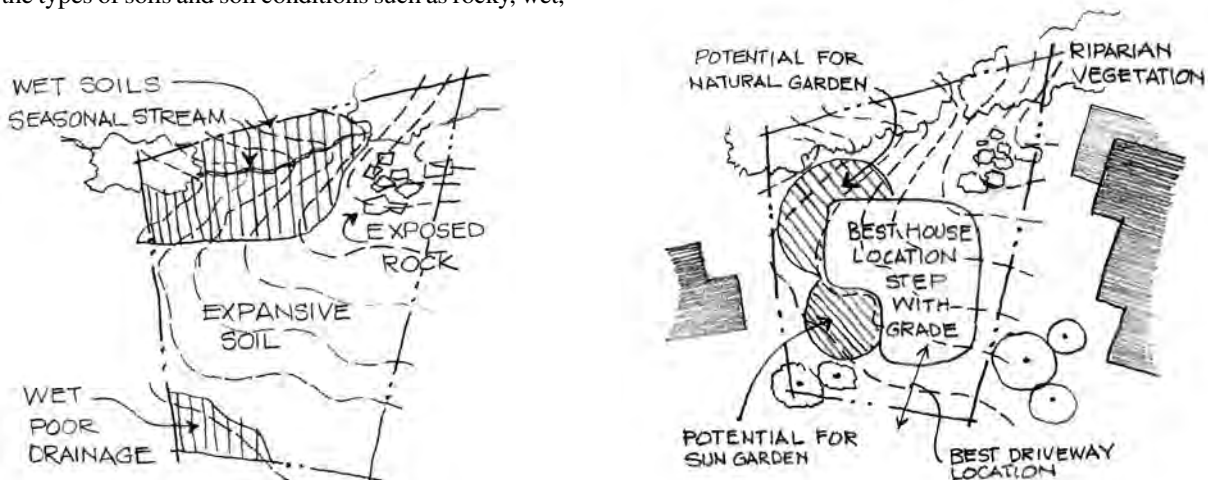 the types of soils and soil conditions such as rocky, wet,
WET SOILS
SEASONAL STREAM
EXPOSED
ROCK
EXPANSIVE
SOIL
WET
POOR
DRAINAGE
POTENTIAL FOR
NATURAL GARDEN
RIPARIAN
VEGETATION
BEST HOUSE
LOCATION
STEP
WITH
GRADE
POTENTIAL FOR
SUN GARDEN
BEST DRIVEWAY
LOCATION